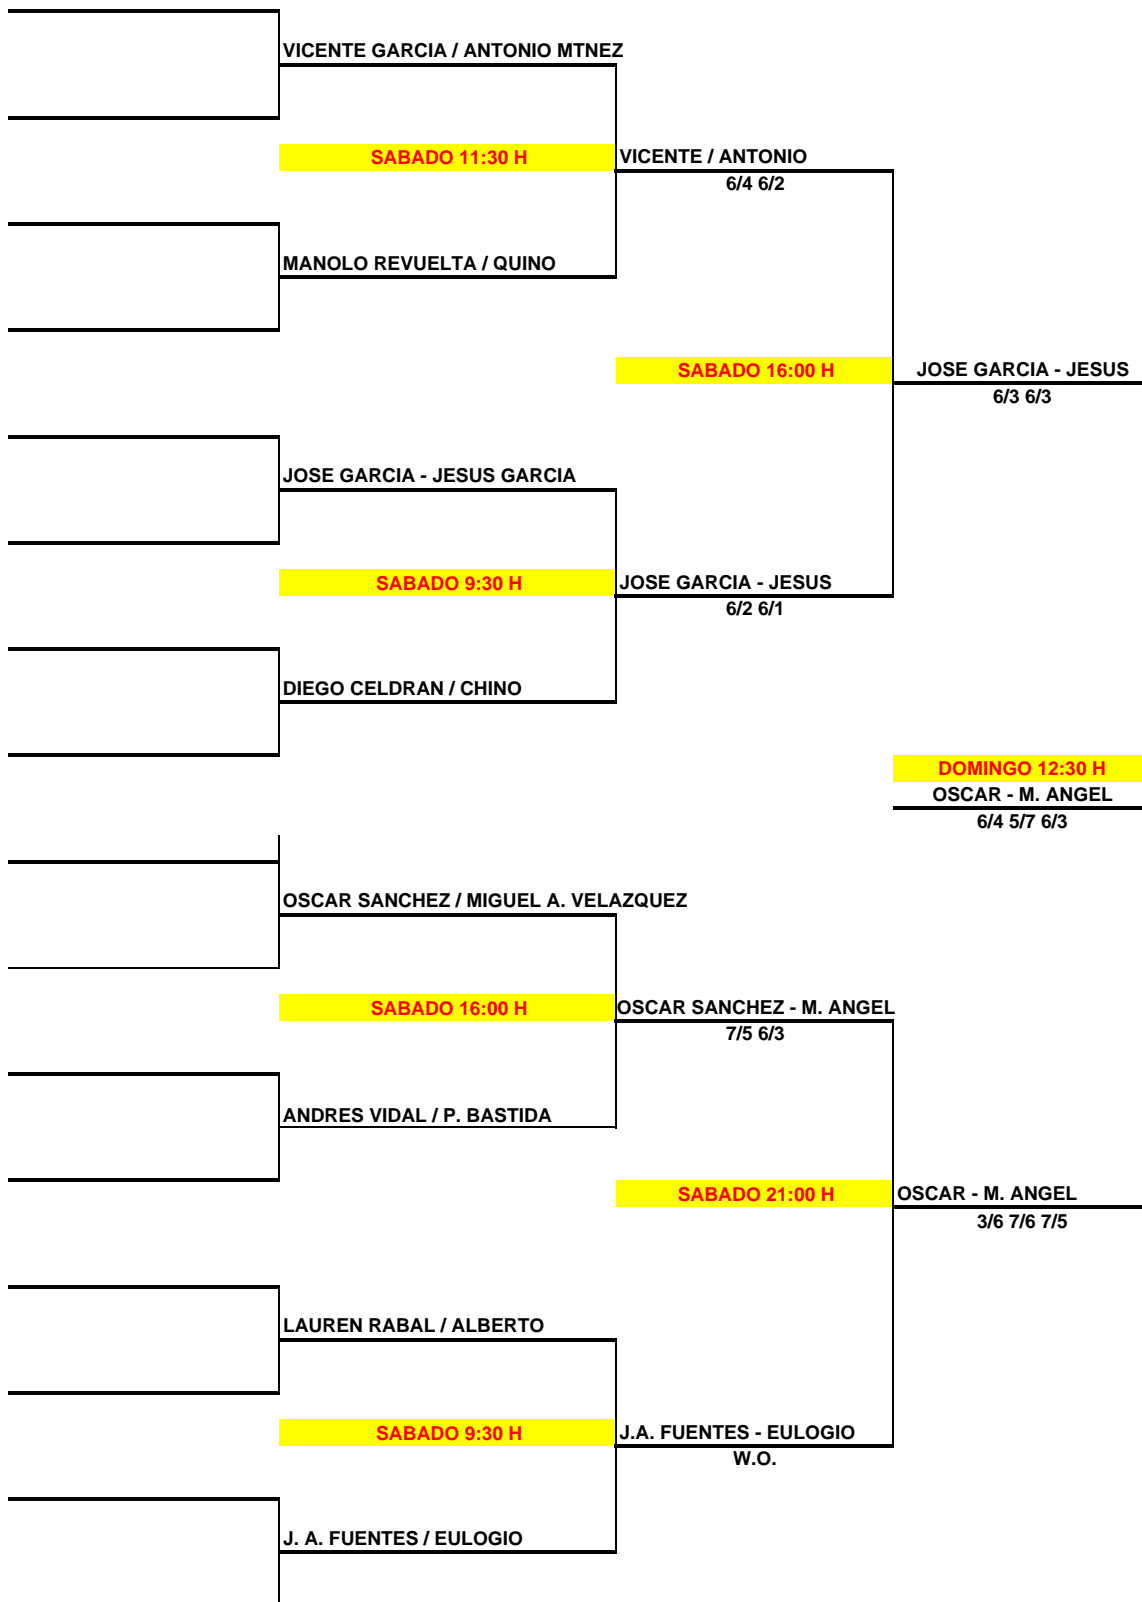 VICENTE GARCIA / ANTONIO MTNEZ
SABADO 11:30 H
VICENTE / ANTONIO
6/4 6/2
MANOLO REVUELTA / QUINO
SABADO 16:00 H
JOSE GARCIA - JESUS
6/3 6/3
JOSE GARCIA - JESUS GARCIA
SABADO 9:30 H
JOSE GARCIA - JESUS
6/2 6/1
DIEGO CELDRAN / CHINO
DOMINGO 12:30 H
OSCAR - M. ANGEL
6/4 5/7 6/3
OSCAR SANCHEZ / MIGUEL A. VELAZQUEZ
SABADO 16:00 H
OSCAR SANCHEZ - M. ANGEL
7/5 6/3
ANDRES VIDAL / P. BASTIDA
SABADO 21:00 H
OSCAR - M. ANGEL
3/6 7/6 7/5
LAUREN RABAL / ALBERTO
SABADO 9:30 H
J.A. FUENTES - EULOGIO
W.O.
J. A. FUENTES / EULOGIO